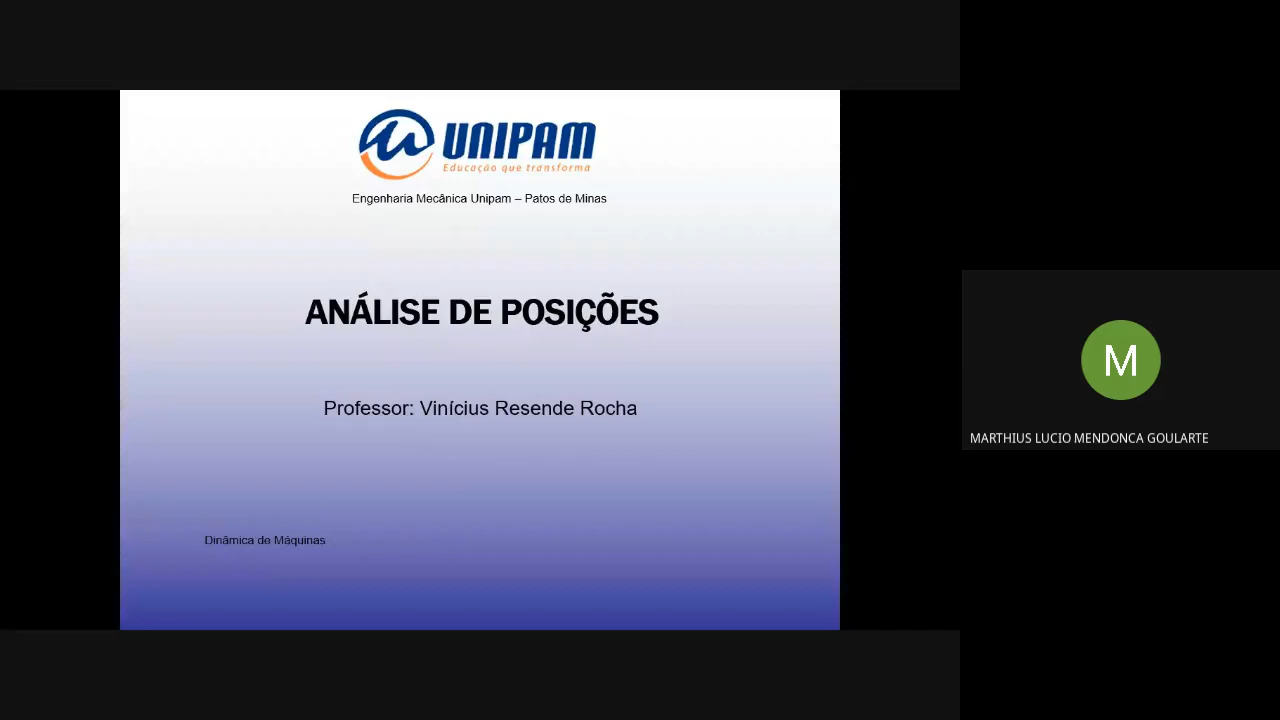 UNIPAM
Educação que transforma
Engenharia Mecânica Unipam – Patos de Minas
ANÁLISE DE POSIÇÕES
Professor: Vinícius Resende Rocha
Dinâmica de Máquinas
M
MARTHIUS LUCIO MENDONCA GOULARTE